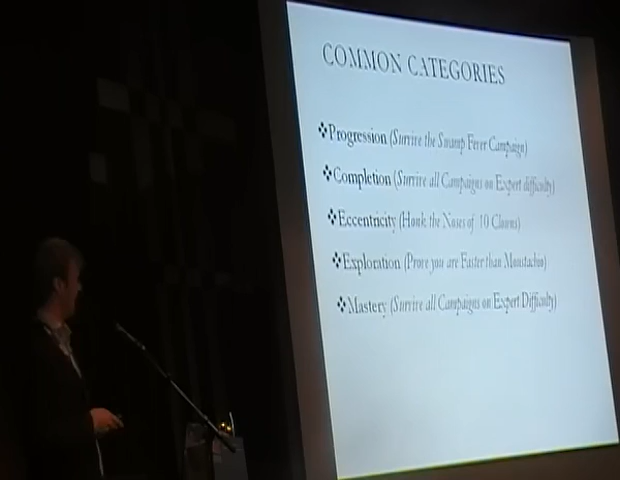 COMMON CATEGORIES
❖Progression (Survive the Swamp Fever Campaign)
❖Completion (Survive all Campaigns on Expert difficulty)
❖Eccentricity (Honk the Noses of 10 Clowns)
❖Exploration (Prove you are Faster than Moustachio)
❖Mastery (Survive all Campaigns on Expert Difficulty)